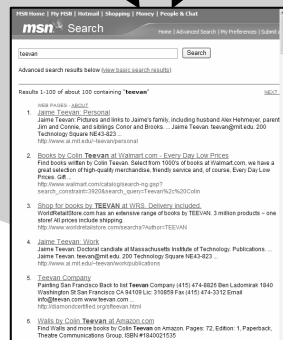 MSN Home | My MSN | Hotmail | Shopping | Money | People & Chat
msn Search
Home | Advanced Search | My Preferences | Submit a
teevan
Search
Advanced search results below (view basic search results)
Results 1-100 of about 100 containing "teevan"
NEXT
WEB PAGES - ABOUT
1. Jaime Teevan: Personal
Jaime Teevan: Pictures and links to Jaime's family, including husband Alex Hehmeyer, parent
Jim and Connie, and siblings Conor and Brooks. ... Jaime Teevan. teevan@mit.edu. 200
Technology Square NE43-823 ...
http://www.ai.mit.edu/~teevan/personal
2. Books by Colin Teevan at Walmart.com - Every Day Low Prices
Find books written by Colin Teevan. Select from 1000's of books at Walmart.com, we have a
great selection of high-quality merchandise, friendly service and, of course, Every Day Low
Prices. Gift...
http://www.walmart.com/catalog/search-ng.gsp?
search_constraint=3920&search_query=Teevan%2c%20Colin
3. Shop for books by TEEVAN at WRS. Delivery included.
WorldRetailStore.com has an extensive range of books by TEEVAN. 3 million products – one
store! All prices include shipping.
http://www.worldretailstore.com/searchs?Author=TEEVAN
4. Jaime Teevan: Work
Jaime Teevan: Doctoral candidate at Massachusetts Institute of Technology. Publications. ...
Jaime Teevan. teevan@mit.edu. 200 Technology Square NE43-823 ...
http://www.ai.mit.edu/~teevan/work/publications
5. Teevan Company
Painting San Francisco Back to list Teevan Company (415) 474-8826 Ben Ladomirak 1840
Washington St San Francisco CA 94109 Lic: 310859 Fax (415) 474-3312 Email
info@teevan.com www.teevan.com ...
http://diamondcertified.org/offteevan.html
6. Walls by Colin Teevan at Amazon.com
Find Walls and more books by Colin Teevan on Amazon. Pages: 72, Edition: 1, Paperback,
Theatre Communications Group, ISBN #1840021535